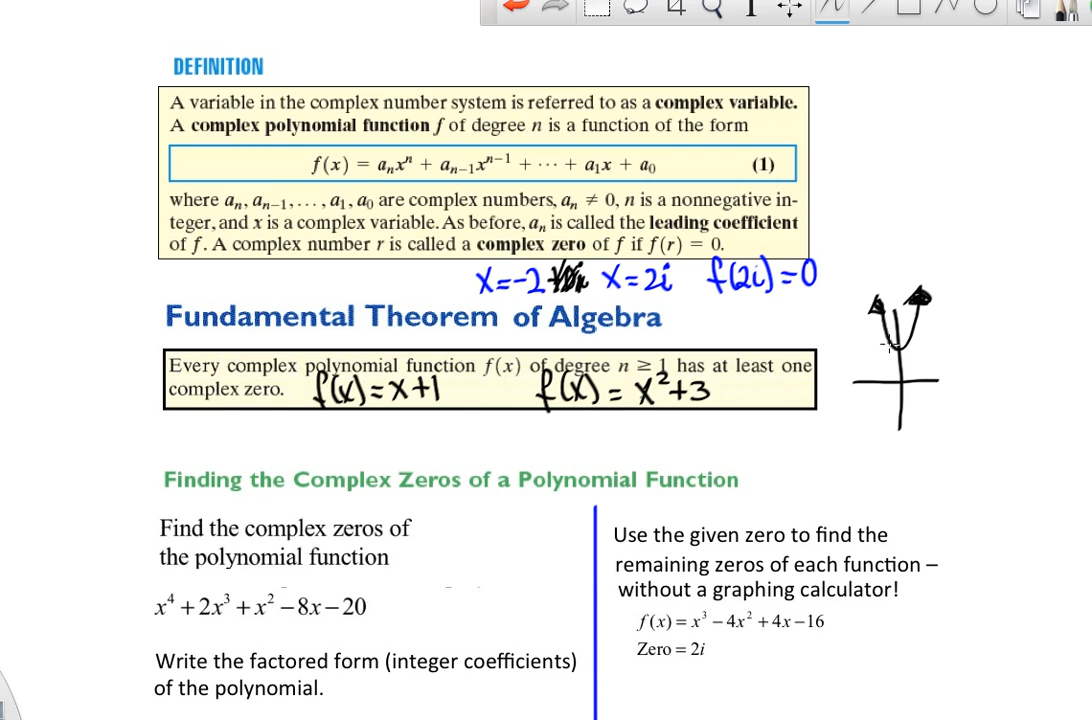 DEFINITION
A variable in the complex number system is referred to as a complex variable.
A complex polynomial function f of degree n is a function of the form
f(x) = aₙxⁿ + aₙ₋₁xⁿ⁻¹ + ··· + a₁x + a₀ (1)
where aₙ, aₙ₋₁, . . . , a₁, a₀ are complex numbers, aₙ ≠ 0, n is a nonnegative in-
teger, and x is a complex variable. As before, aₙ is called the leading coefficient
of f. A complex number r is called a complex zero of f if f(r) = 0.
x=-2 x=2i f(2i)=0
Fundamental Theorem of Algebra
Every complex polynomial function f(x) of degree n ≥ 1 has at least one
complex zero. f(x)=x+1 f(x)=x²+3
Finding the Complex Zeros of a Polynomial Function
Find the complex zeros of
the polynomial function
x⁴ + 2x³ + x² − 8x − 20
Write the factored form (integer coefficients)
of the polynomial.
Use the given zero to find the
remaining zeros of each function –
without a graphing calculator!
f(x) = x³ − 4x² + 4x − 16
Zero = 2i